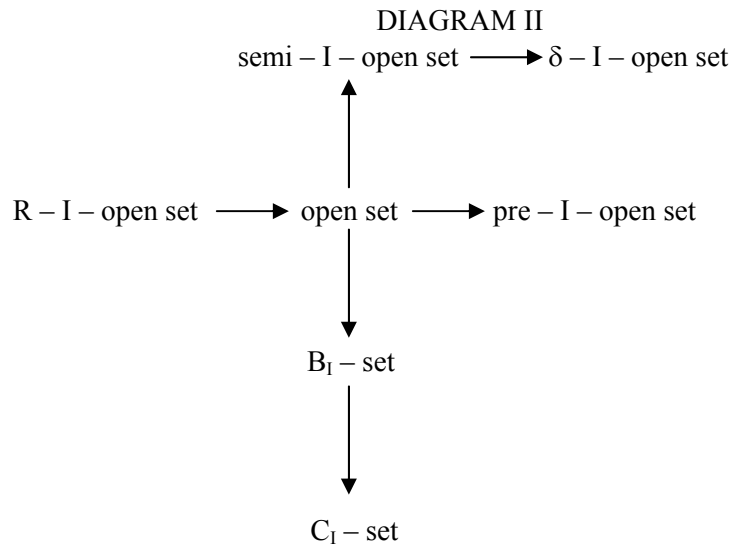 DIAGRAM II
semi – I – open set δ – I – open set
R – I – open set open set pre – I – open set
B_I – set
C_I – set